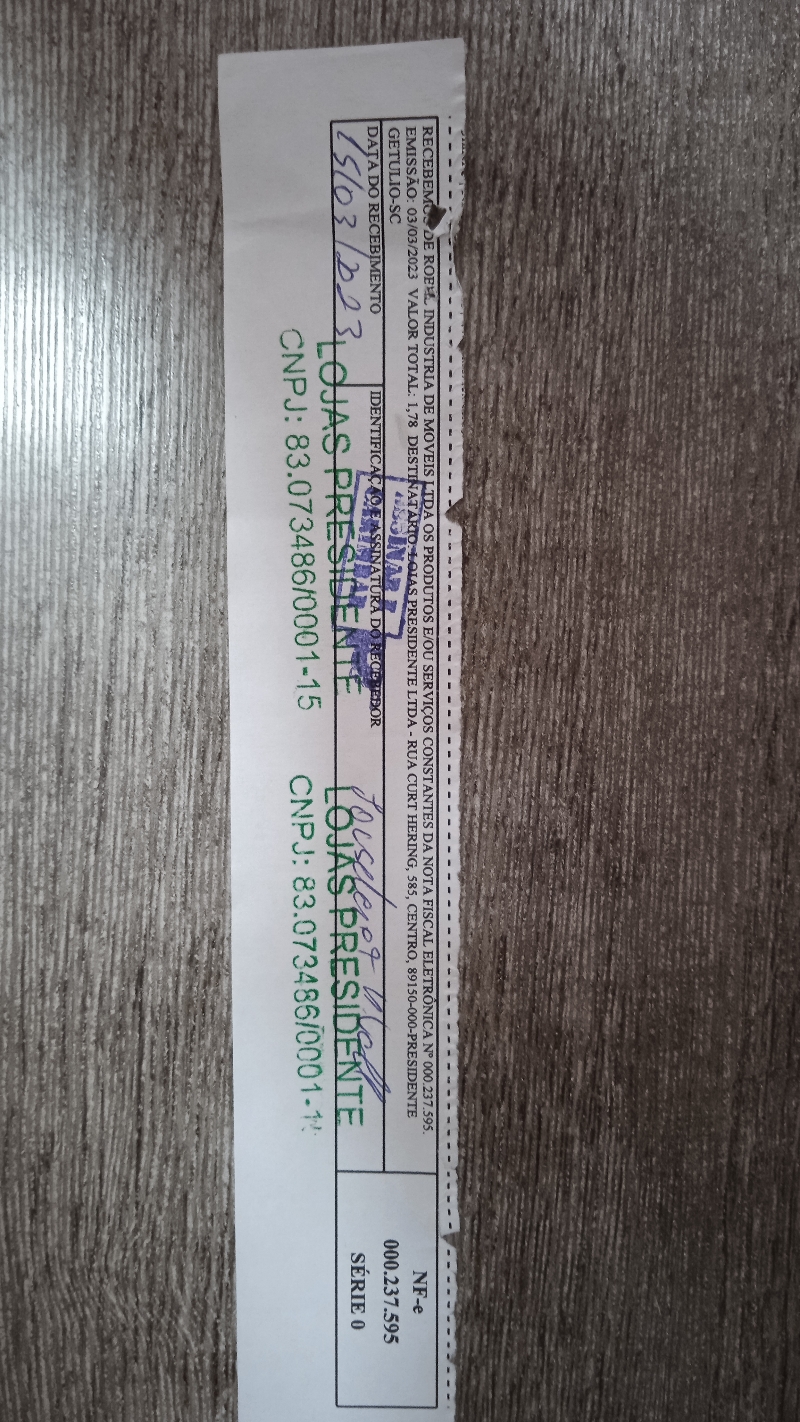 RECEBEMOS DE ROEHL INDUSTRIA DE MOVEIS LTDA OS PRODUTOS E/OU SERVIÇOS CONSTANTES DA NOTA FISCAL ELETRÔNICA Nº 000.237.595.
EMISSÃO: 03/03/2023 VALOR TOTAL: 1,78 DESTINATÁRIO: LOJAS PRESIDENTE LTDA - RUA CURT HERING, 585, CENTRO, 89150-000-PRESIDENTE
GETULIO-SC
NF-e
000.237.595
SÉRIE 0
DATA DO RECEBIMENTO
15/03/2023
IDENTIFICAÇÃO E ASSINATURA DO RECEBEDOR
LOJAS PRESIDENTE
CNPJ: 83.073486/0001-15
LOJAS PRESIDENTE
CNPJ: 83.073486/0001-1